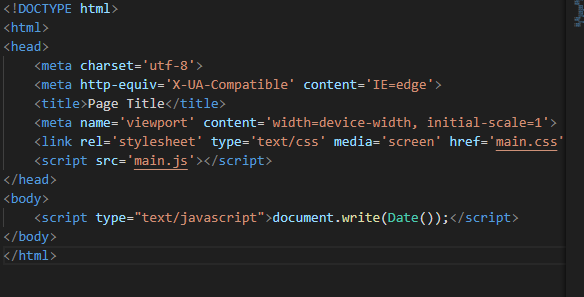 <!DOCTYPE html>
<html>
<head>
    <meta charset='utf-8'>
    <meta http-equiv='X-UA-Compatible' content='IE=edge'>
    <title>Page Title</title>
    <meta name='viewport' content='width=device-width, initial-scale=1'>
    <link rel='stylesheet' type='text/css' media='screen' href='main.css'
    <script src='main.js'></script>
</head>
<body>
    <script type="text/javascript">document.write(Date());</script>
</body>
</html>